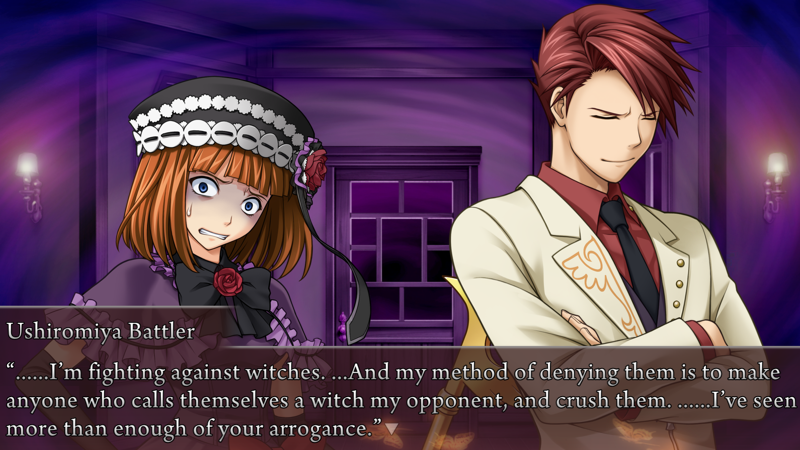 Ushiromiya Battler
“......I’m fighting against witches. ...And my method of denying them is to make
anyone who calls themselves a witch my opponent, and crush them. ......I’ve seen
more than enough of your arrogance.”